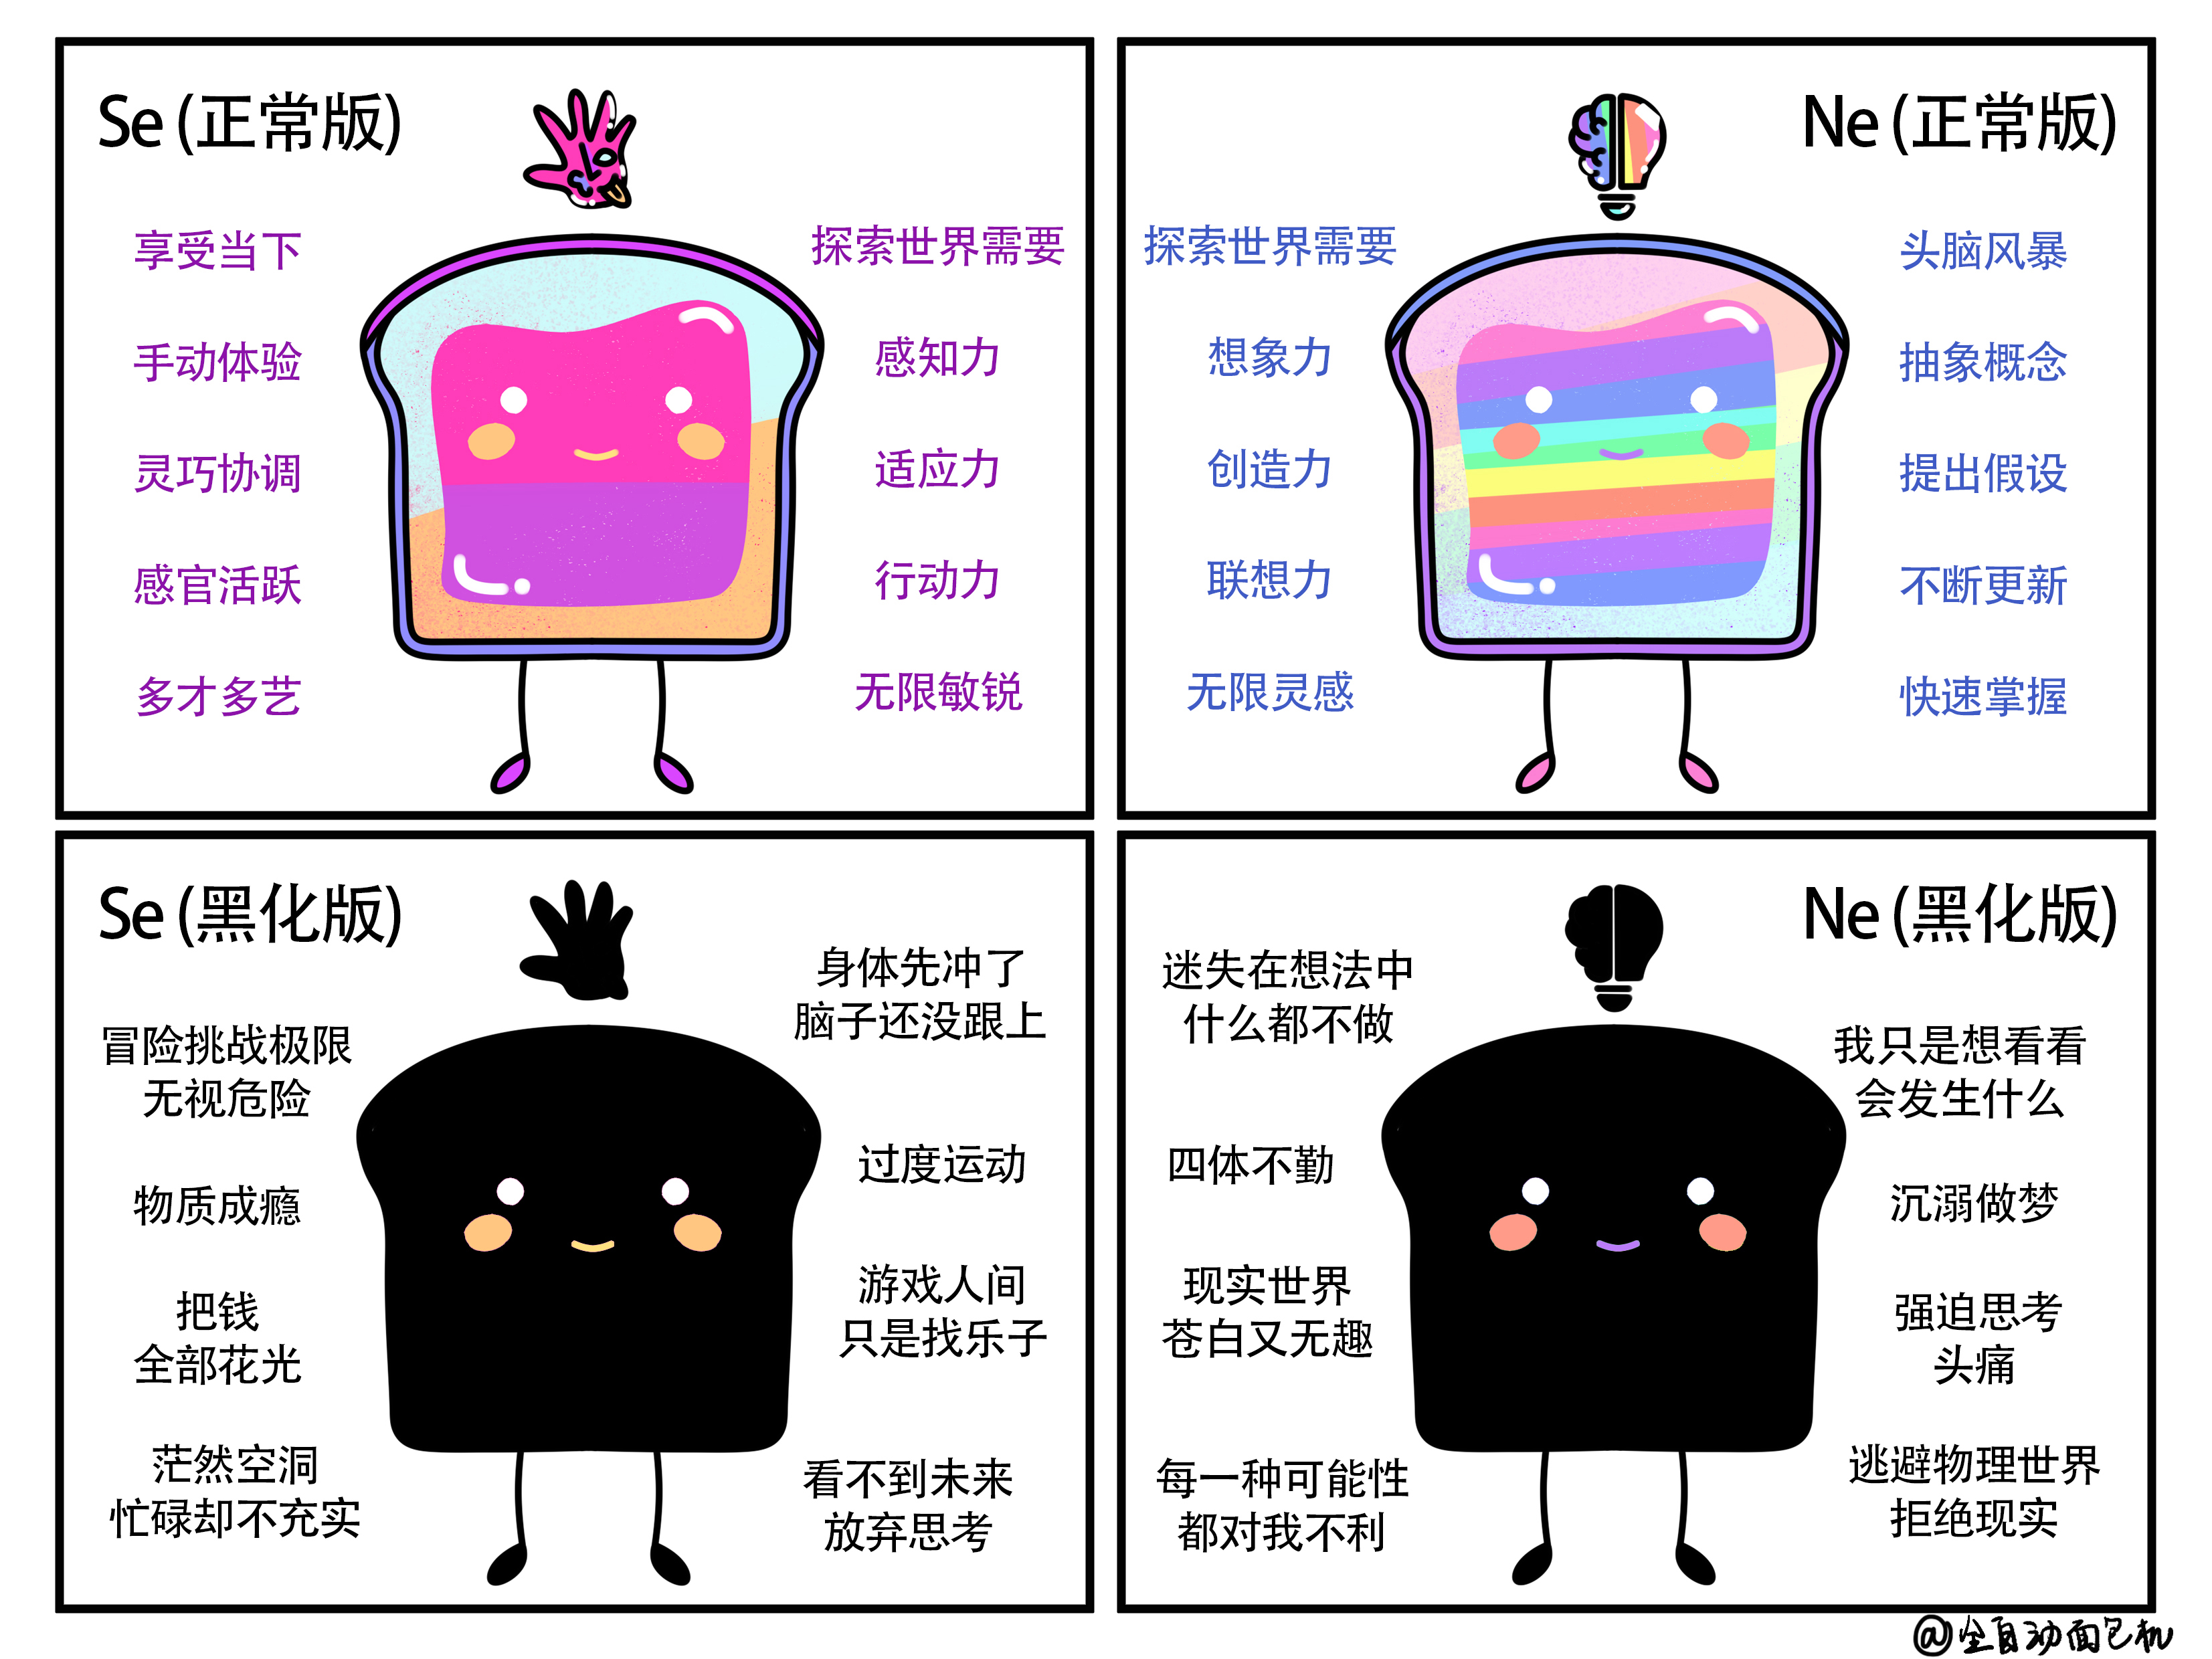 Se (正常版)
享受当下
手动体验
灵巧协调
感官活跃
多才多艺
探索世界需要
感知力
适应力
行动力
无限敏锐
Ne (正常版)
探索世界需要
想象力
创造力
联想力
无限灵感
头脑风暴
抽象概念
提出假设
不断更新
快速掌握
Se (黑化版)
冒险挑战极限
无视危险
物质成瘾
把钱
全部花光
茫然空洞
忙碌却不充实
身体先冲了
脑子还没跟上
过度运动
游戏人间
只是找乐子
看不到未来
放弃思考
Ne (黑化版)
迷失在想法中
什么都不做
四体不勤
现实世界
苍白又无趣
每一种可能性
都对我不利
我只是想看看
会发生什么
沉溺做梦
强迫思考
头痛
逃避物理世界
拒绝现实
@全自动面包机